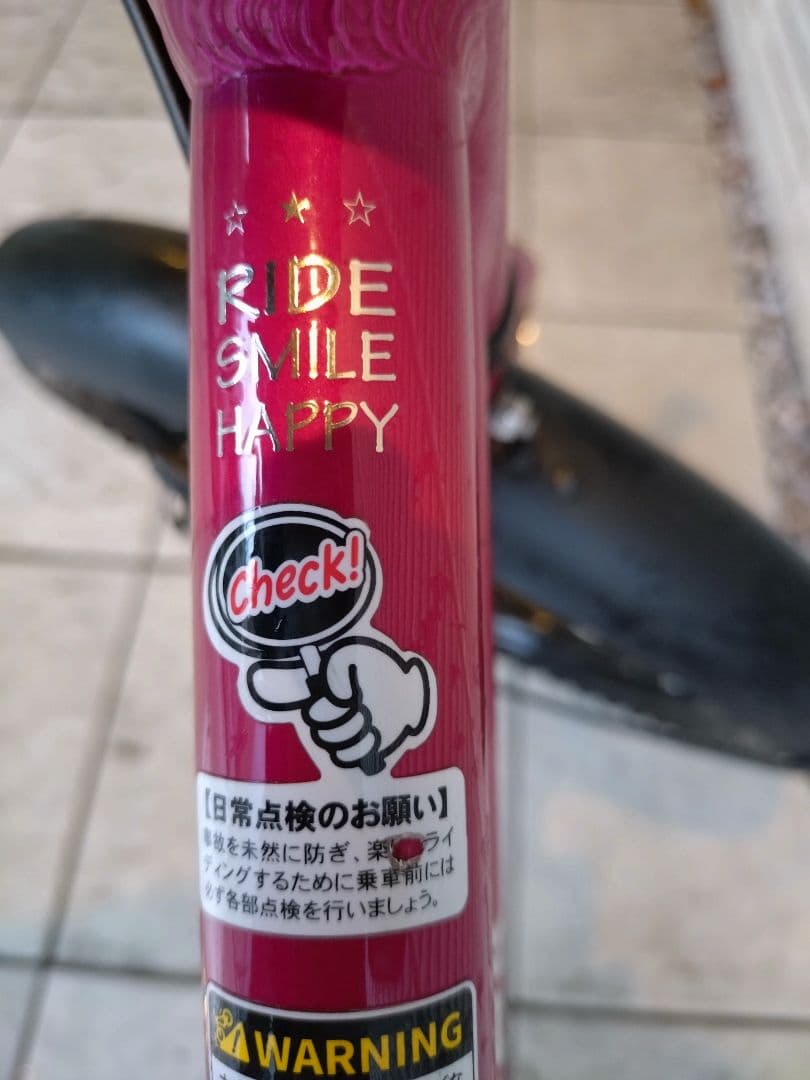 RIDE
SMILE
HAPPY
Check!
【日常点検のお願い】
事故を未然に防ぎ、楽 ライ
ディングするために乗車前には
必ず各部点検を行いましょう。
WARNING